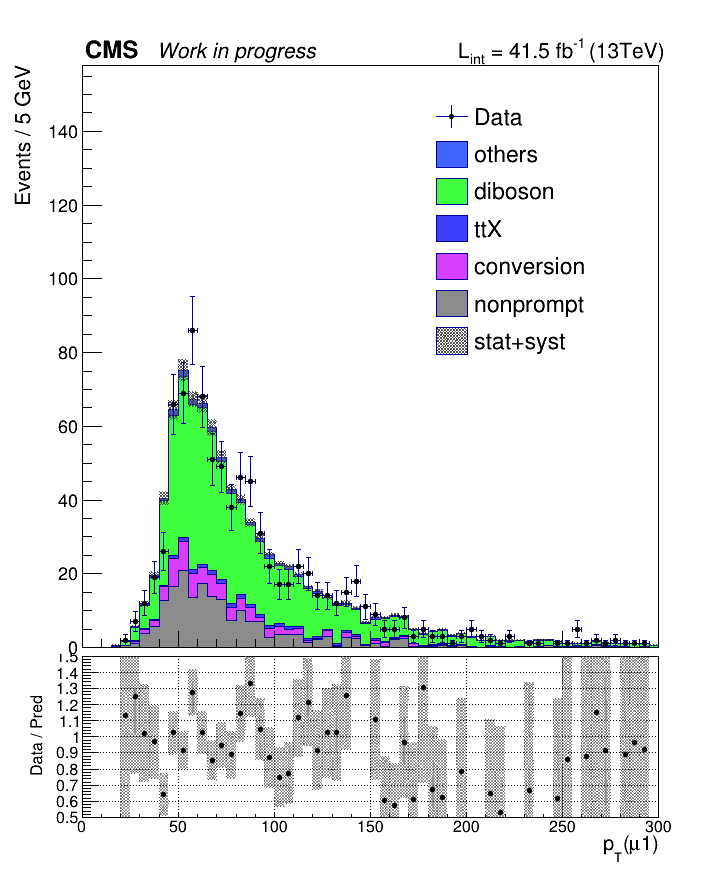 CMS Work in progress L_int = 41.5 fb^-1 (13TeV)
Events / 5 GeV
140
120
100
80
60
40
20
0
Data
others
diboson
ttX
conversion
nonprompt
stat+syst
Data / Pred
1.5
1.4
1.3
1.2
1.1
1
0.9
0.8
0.7
0.6
0.5
0 50 100 150 200 250 300
p_T(μ1)